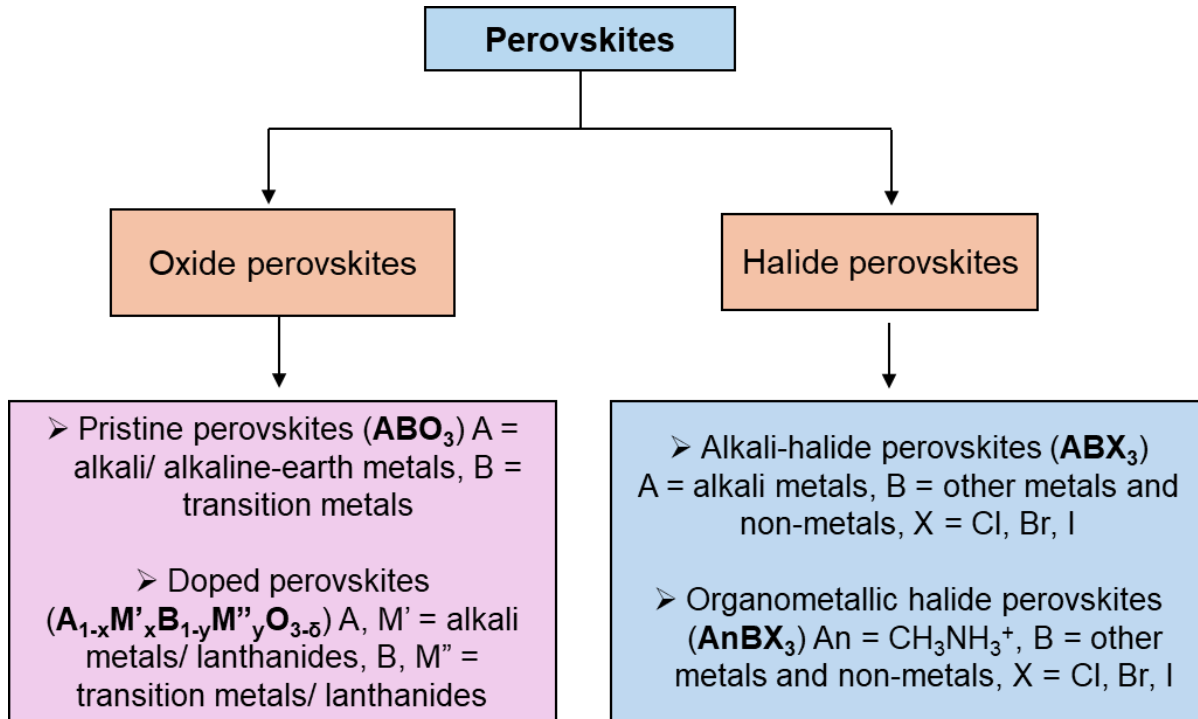 Perovskites
Oxide perovskites
Halide perovskites
➢ Pristine perovskites (ABO₃) A =
alkali/ alkaline-earth metals, B =
transition metals
➢ Doped perovskites
(A₁₋ₓM’ₓB₁₋yM”yO₃₋δ) A, M’ = alkali
metals/ lanthanides, B, M” =
transition metals/ lanthanides
➢ Alkali-halide perovskites (ABX₃)
A = alkali metals, B = other metals and
non-metals, X = Cl, Br, I
➢ Organometallic halide perovskites
(AnBX₃) An = CH₃NH₃⁺, B = other
metals and non-metals, X = Cl, Br, I